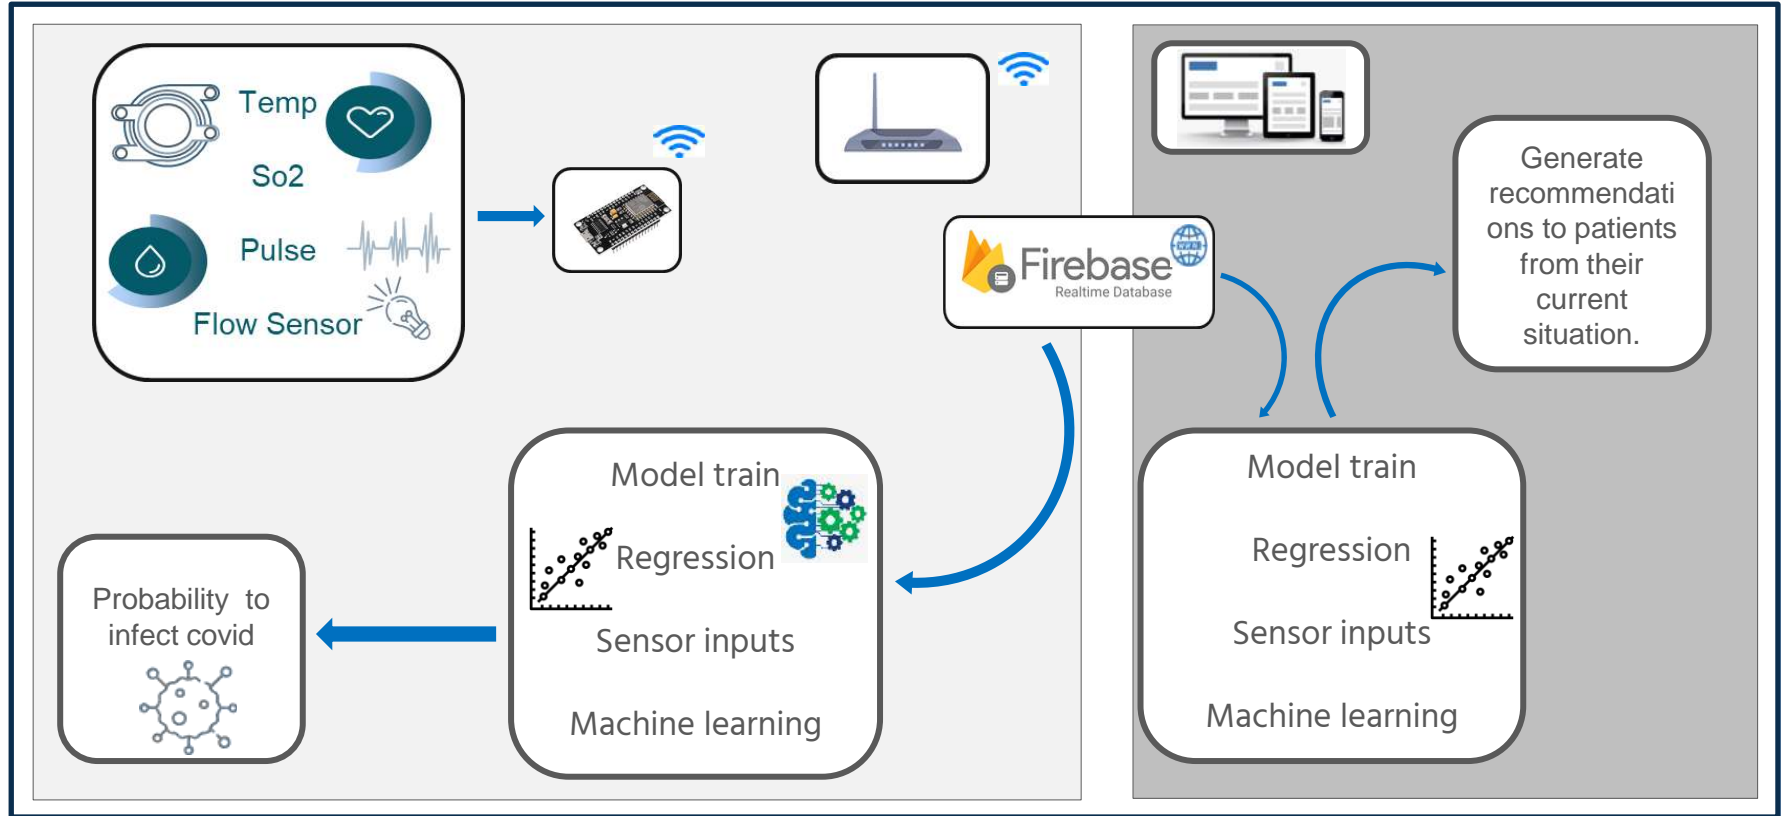 Temp
So2
Pulse
Flow Sensor
Firebase
Realtime Database
Generate
recommendati
ons to patients
from their
current
situation.
Model train
Regression
Sensor inputs
Machine learning
Probability to
infect covid
Model train
Regression
Sensor inputs
Machine learning